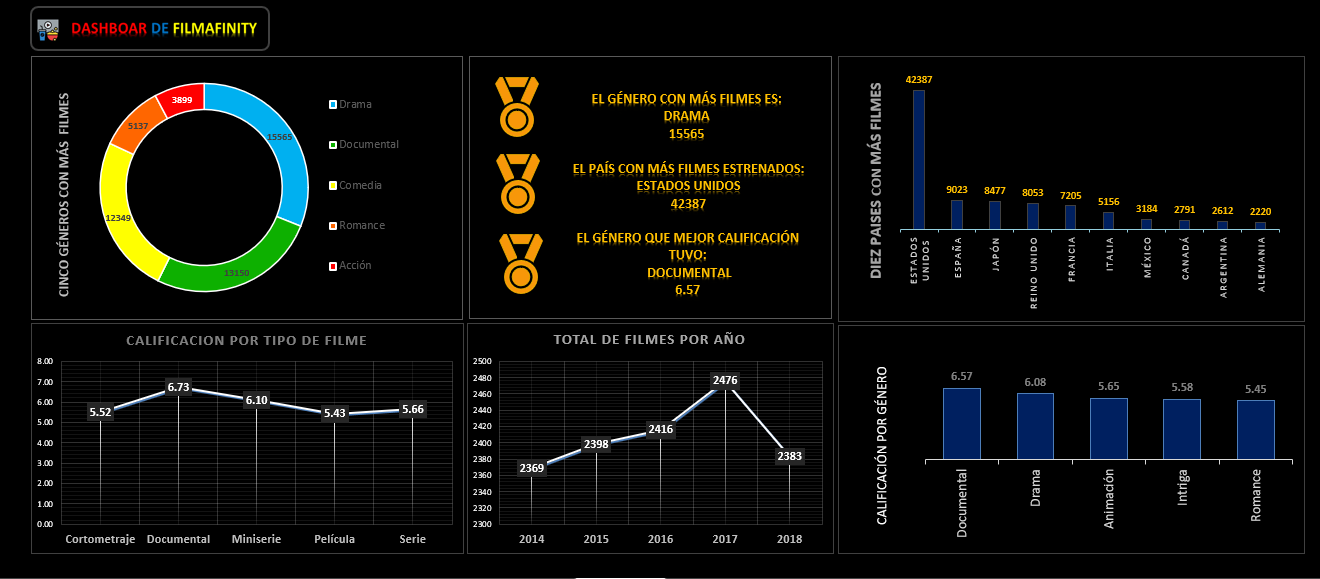 DASHBOAR DE FILMAFINITY
CINCO GÉNEROS CON MÁS FILMES
3899
5137
15565
12349
13150
Drama
Documental
Comedia
Romance
Acción
EL GÉNERO CON MÁS FILMES ES:
DRAMA
15565
EL PAÍS CON MÁS FILMES ESTRENADOS:
ESTADOS UNIDOS
42387
EL GÉNERO QUE MEJOR CALIFICACIÓN
TUVO:
DOCUMENTAL
6.57
DIEZ PAISES CON MÁS FILMES
42387
9023
8477
8053
7205
5156
3184
2791
2612
2220
ESTADOS
UNIDOS
ESPAÑA
JAPÓN
REINO UNIDO
FRANCIA
ITALIA
MÉXICO
CANADÁ
ARGENTINA
ALEMANIA
CALIFICACION POR TIPO DE FILME
8.00
7.00
6.00
5.00
4.00
3.00
2.00
1.00
0.00
5.52
6.73
6.10
5.43
5.66
Cortometraje
Documental
Miniserie
Película
Serie
TOTAL DE FILMES POR AÑO
2500
2480
2460
2440
2420
2400
2380
2360
2340
2320
2300
2369
2398
2416
2476
2383
2014
2015
2016
2017
2018
CALIFICACIÓN POR GÉNERO
6.57
6.08
5.65
5.58
5.45
Documental
Drama
Animación
Intriga
Romance